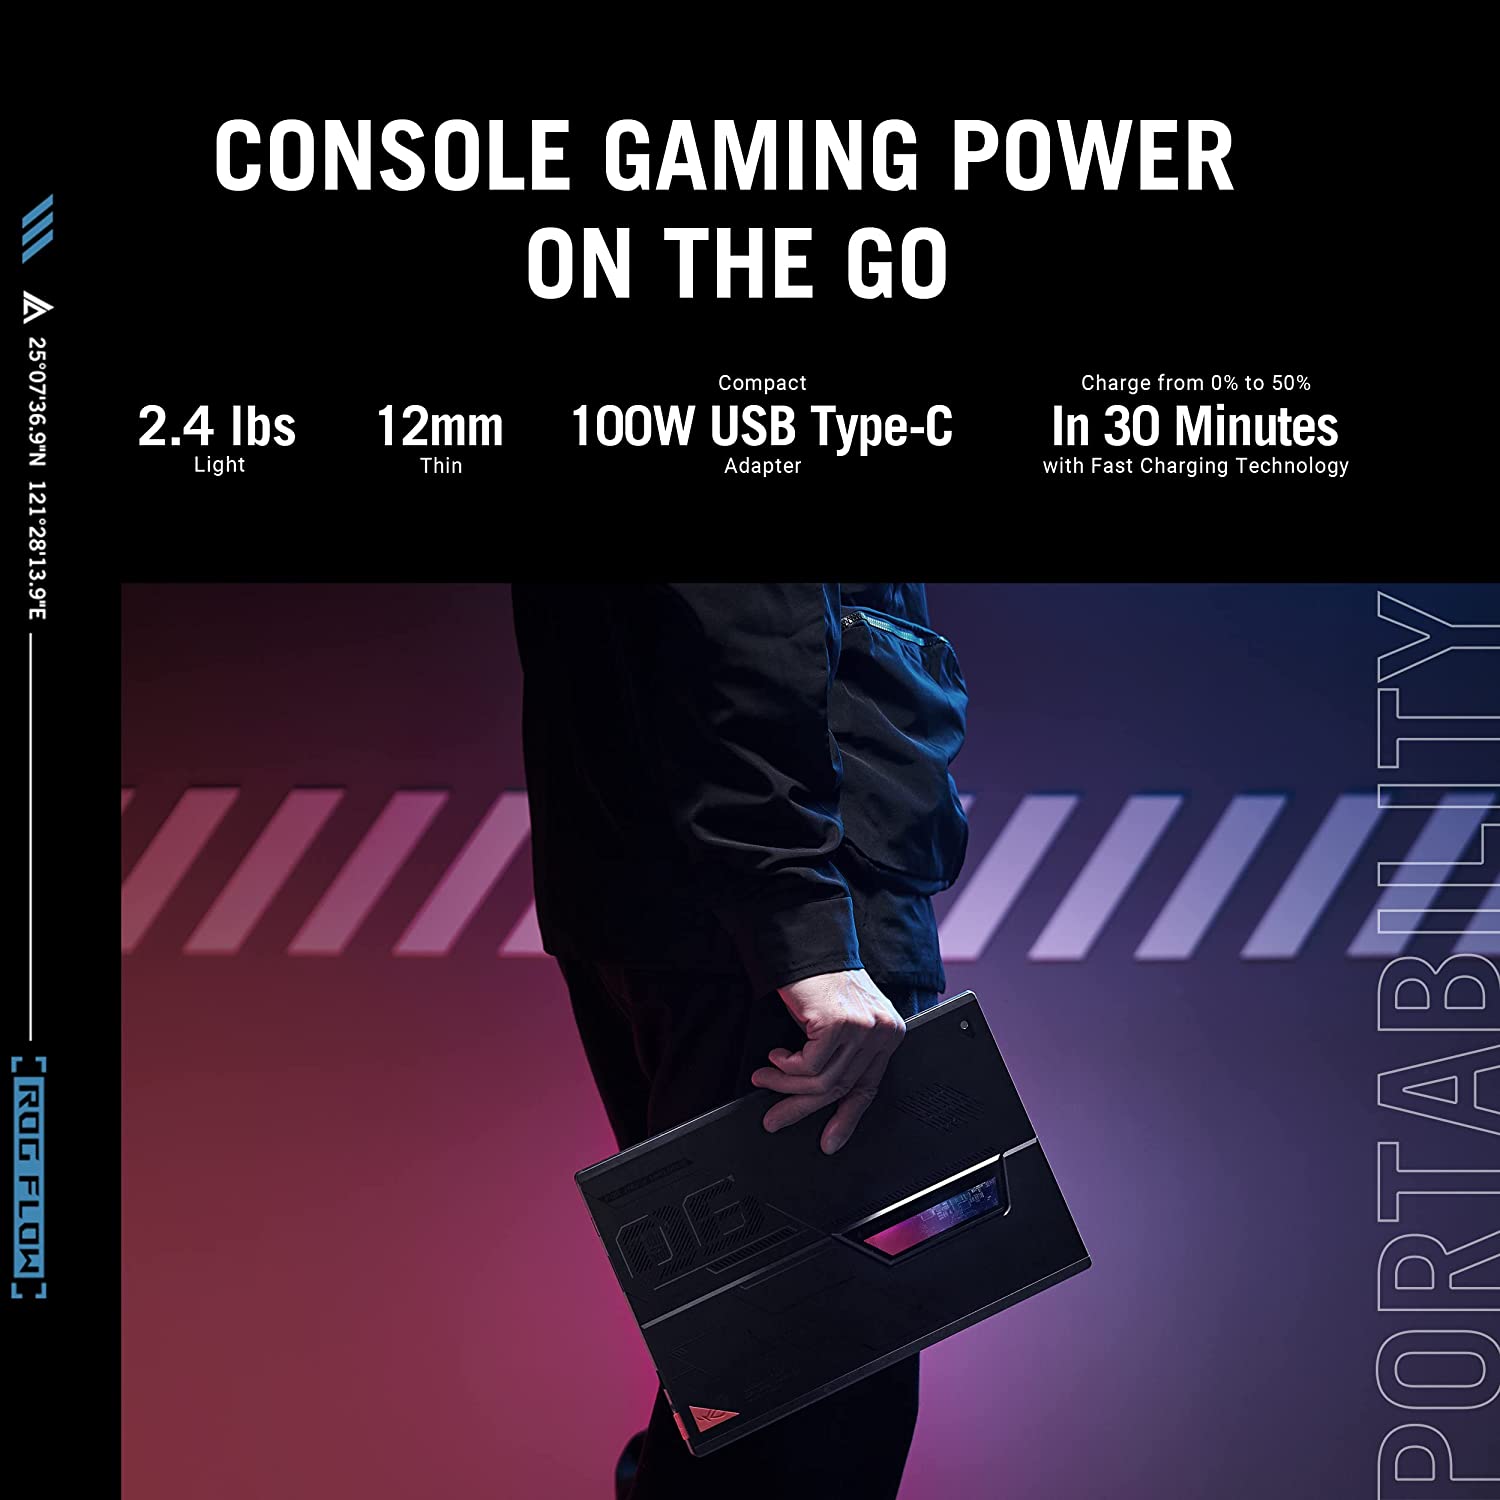 CONSOLE GAMING POWER
ON THE GO
2.4 lbs
Light
12mm
Thin
Compact
100W USB Type-C
Adapter
Charge from 0% to 50%
In 30 Minutes
with Fast Charging Technology
25°07'36.9"N 121°28'13.9"E
ROG FLOW
PORTABILITY
06